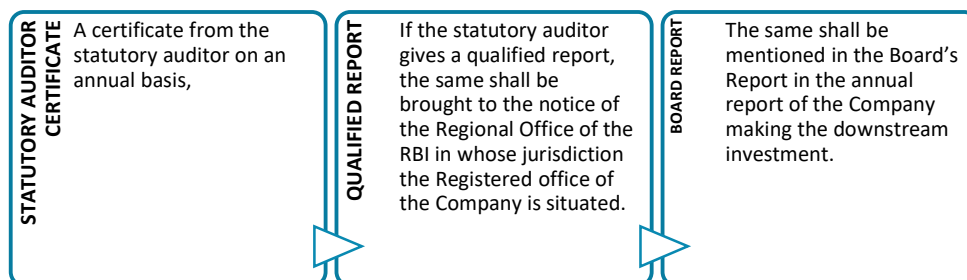 STATUTORY AUDITOR
CERTIFICATE
A certificate from the
statutory auditor on an
annual basis,
QUALIFIED REPORT
If the statutory auditor
gives a qualified report,
the same shall be
brought to the notice of
the Regional Office of the
RBI in whose jurisdiction
the Registered office of
the Company is situated.
BOARD REPORT
The same shall be
mentioned in the Board's
Report in the annual
report of the Company
making the downstream
investment.